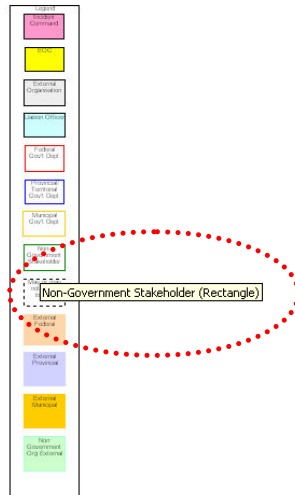 Legend
Incident
Command
EOC
External
Organisation
Liaison Officer
Federal
Gov't Dept
Provincial/
Territorial
Gov't Dept
Municipal
Gov't Dept
Non-
Government
Stakeholder
Non-Government Stakeholder (Rectangle)
External
Federal
External
Provincial
External
Municipal
Non
Government
Org External